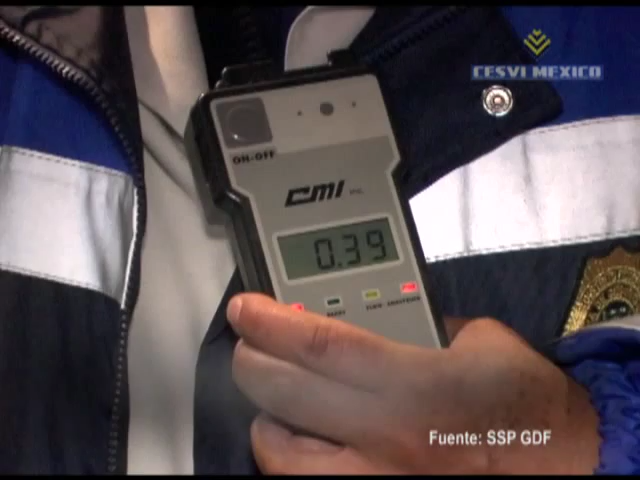 CESVI MEXICO
ON-OFF
CMI
0.39
READY
Fuente: SSP GDF